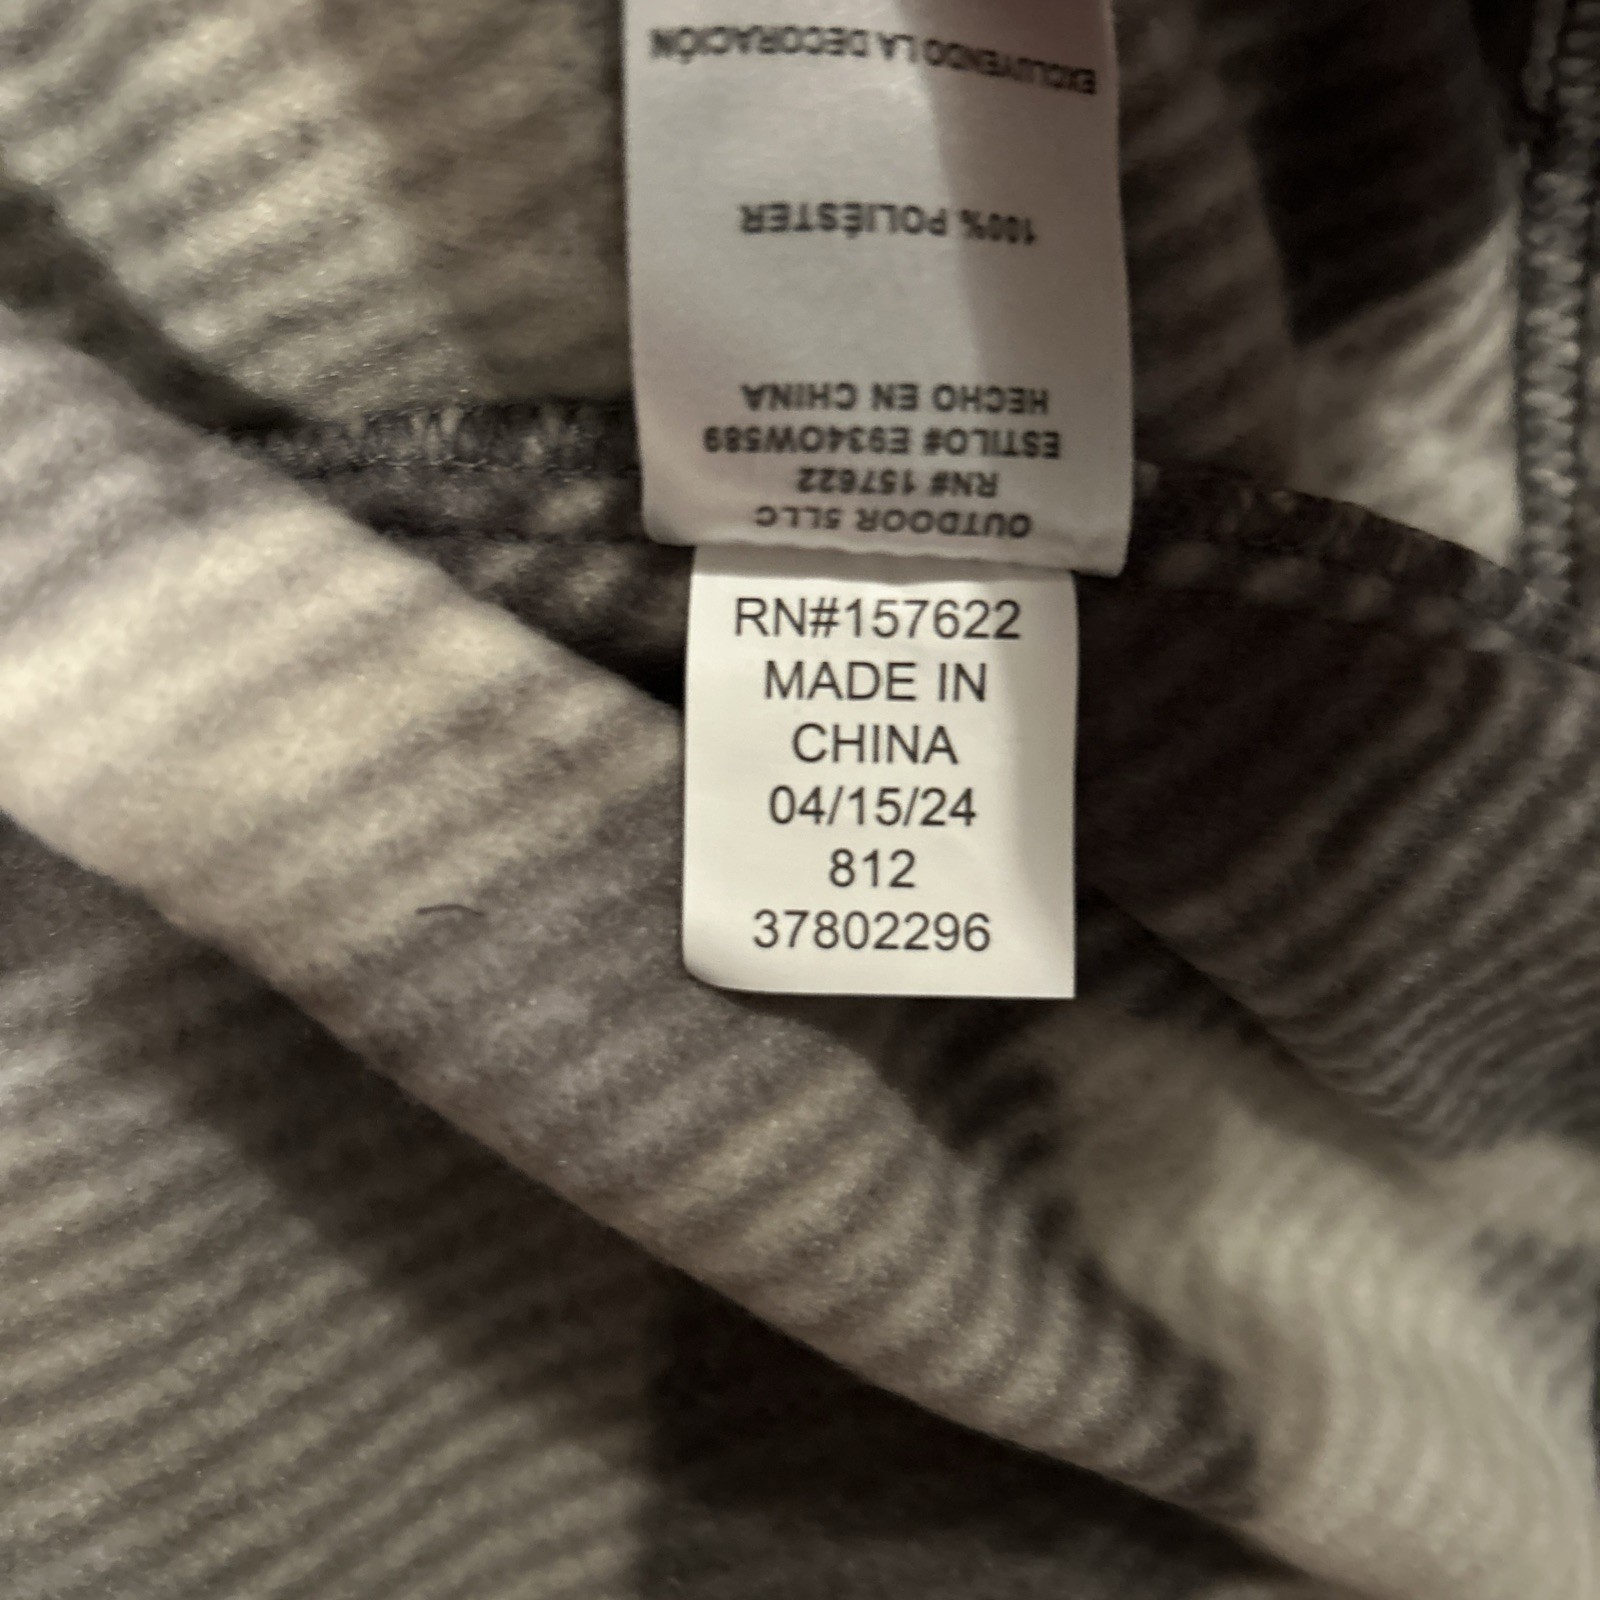 OUTDOOR 5LLC
RN# 157622
ESTILO# E934OW589
HECHO EN CHINA
100% POLIÉSTER
EXCLUYENDO LA DECORACIÓN
RN#157622
MADE IN
CHINA
04/15/24
812
37802296